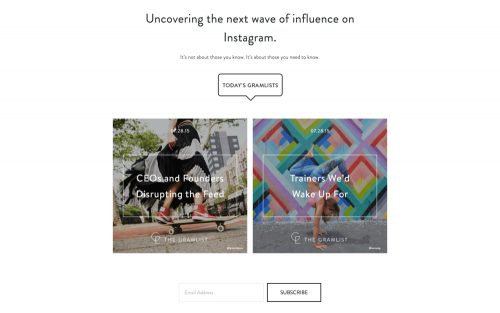 Uncovering the next wave of influence on
Instagram.
It's not about those you know. It's about those you need to know.
TODAY'S GRAMLISTS
07.28.15
CEOs and Founders
Disrupting the Feed
THE GRAMLIST
07.28.15
Trainers We'd
Wake Up For
THE GRAMLIST
Email Address
SUBSCRIBE